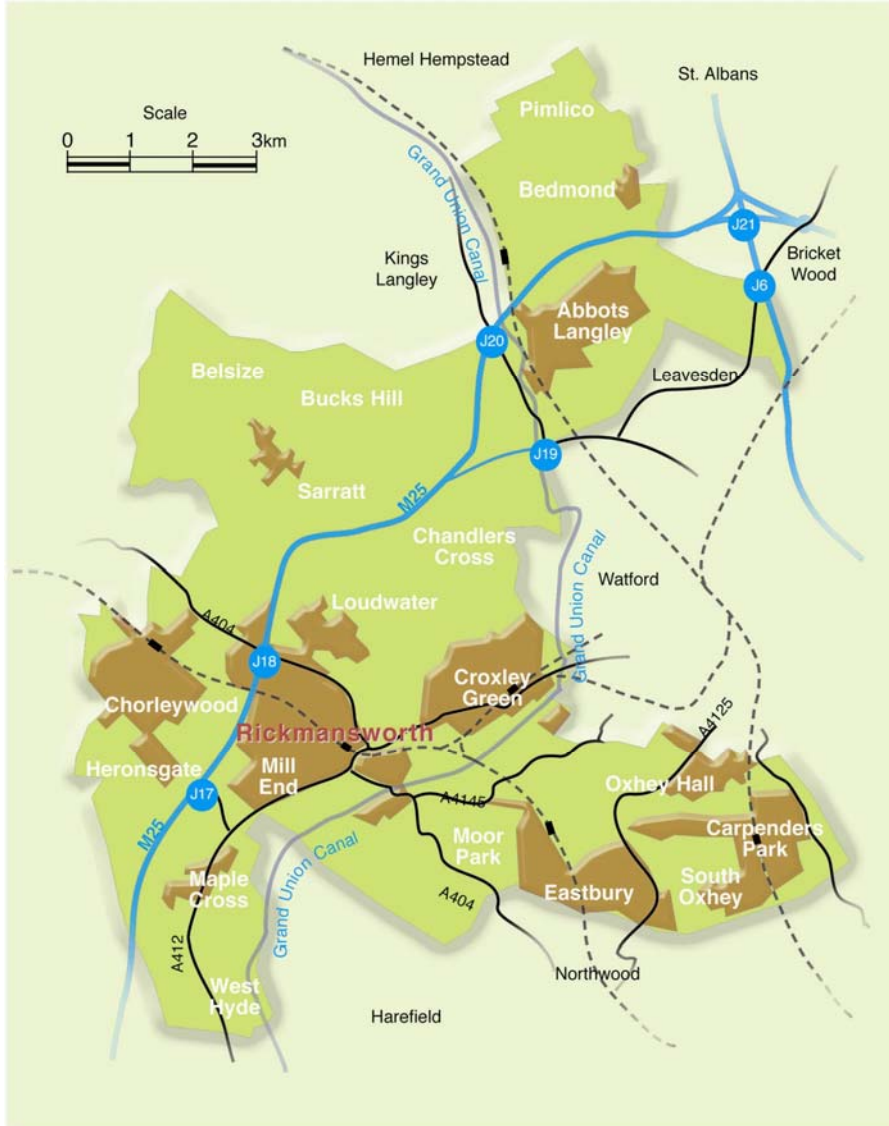 Hemel Hempstead
St. Albans
Scale
0 1 2 3km
Pimlico
Grand Union Canal
Bedmond
J21
Bricket
Wood
Kings
Langley
J6
Abbots
Langley
J20
Belsize
Leavesden
Bucks Hill
J19
Sarratt
M25
Chandlers
Cross
Grand Union Canal
Watford
Loudwater
A404
J18
Croxley
Green
Chorleywood
Rickmansworth
A4125
Heronsgate
Mill
End
Oxhey Hall
J17
A4145
M25
Moor
Park
Carpenders
Park
Grand Union Canal
Maple
Cross
South
Oxhey
Eastbury
A404
A412
West
Hyde
Northwood
Harefield